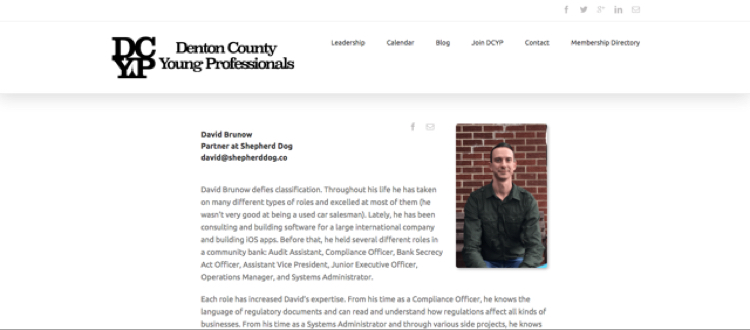 DC
YP
Denton County
Young Professionals
Leadership Calendar Blog Join DCYP Contact Membership Directory
David Brunow
Partner at Shepherd Dog
david@shepherddog.co
David Brunow defies classification. Throughout his life he has taken
on many different types of roles and excelled at most of them (he
wasn't very good at being a used car salesman). Lately, he has been
consulting and building software for a large international company
and building iOS apps. Before that, he held several different roles in
a community bank: Audit Assistant, Compliance Officer, Bank Secrecy
Act Officer, Assistant Vice President, Junior Executive Officer,
Operations Manager, and Systems Administrator.
Each role has increased David's expertise. From his time as a Compliance Officer, he knows the
language of regulatory documents and can read and understand how regulations affect all kinds of
businesses. From his time as a Systems Administrator and through various side projects, he knows